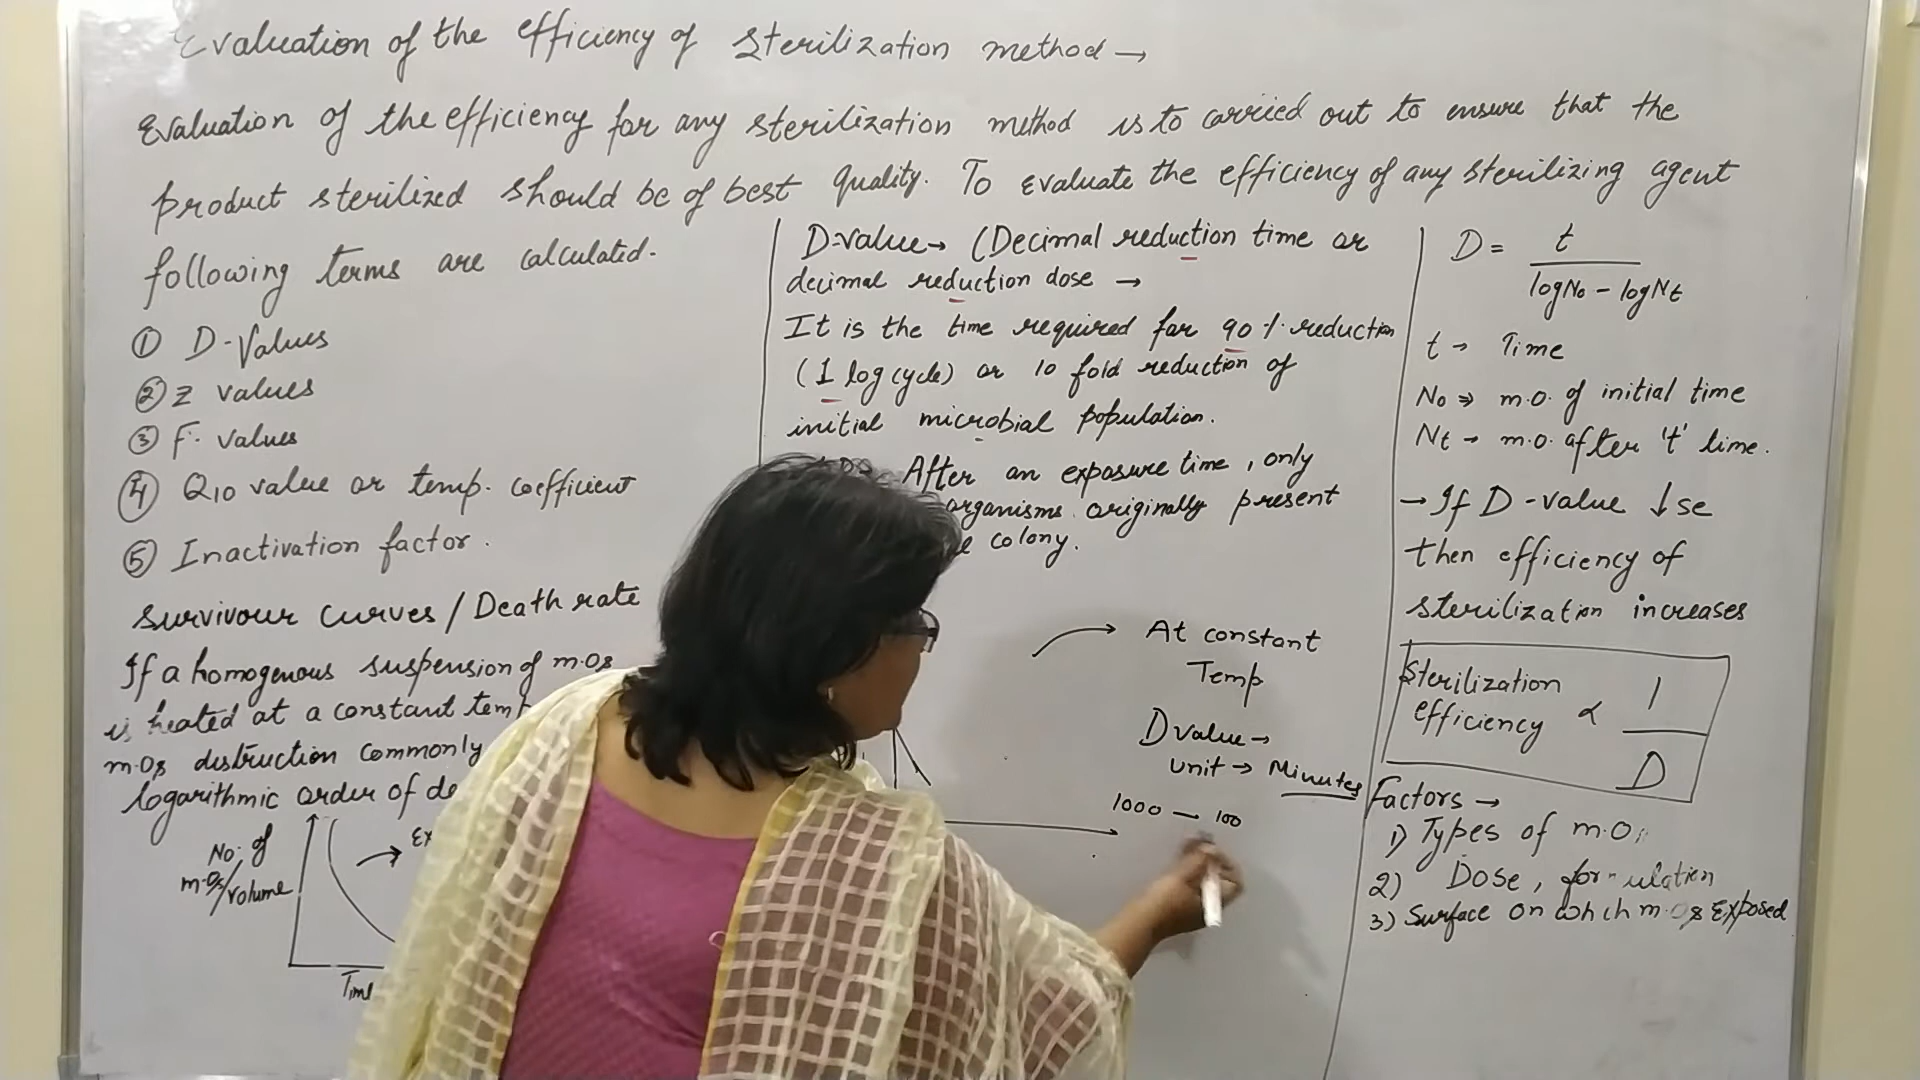 Evaluation of the efficiency of sterilization method →
Evaluation of the efficiency for any sterilization method is to carried out to ensure that the
product sterilized should be of best quality. To evaluate the efficiency of any sterilizing agent
following terms are calculated.
① D-Values
② Z values
③ F. values
④ Q10 value or temp. coefficient
⑤ Inactivation factor.
Survivour curves / Death rate
If a homogenous suspension of m.Os
is heated at a constant temp
m.Os distruction commonly
logarithmic order of de
No. of
m.Os/volume
Time
D-value → (Decimal reduction time or
decimal reduction dose →
It is the time required for 90 % reduction
(1 log cycle) or 10 fold reduction of
initial microbial population.
After an exposure time, only
organisms originally present
colony.
At constant
Temp
D value →
unit → Minutes
1000 — 100
D = t / logN₀ - logNt
t → Time
N₀ ⇒ m.o. of initial time
Nt → m.o. after 't' time.
→ If D-value ↓se
then efficiency of
sterilization increases
Sterilization efficiency ∝ 1 / D
Factors →
1) Types of m.Os
2) Dose, formulation
3) Surface on which m.Os Exposed